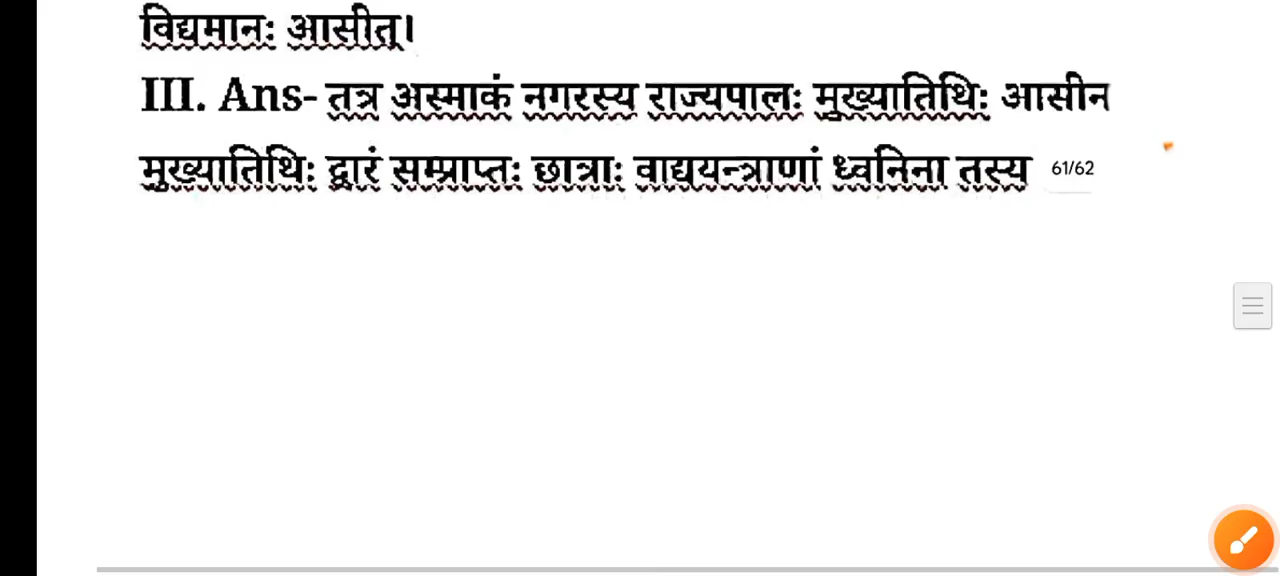 विद्यमानः आसीत्।
III. Ans- तत्र अस्माकं नगरस्य राज्यपालः मुख्यातिथिः आसीन
मुख्यातिथिः द्वारं सम्प्राप्तः छात्राः वाद्ययन्त्राणां ध्वनिना तस्य 61/62